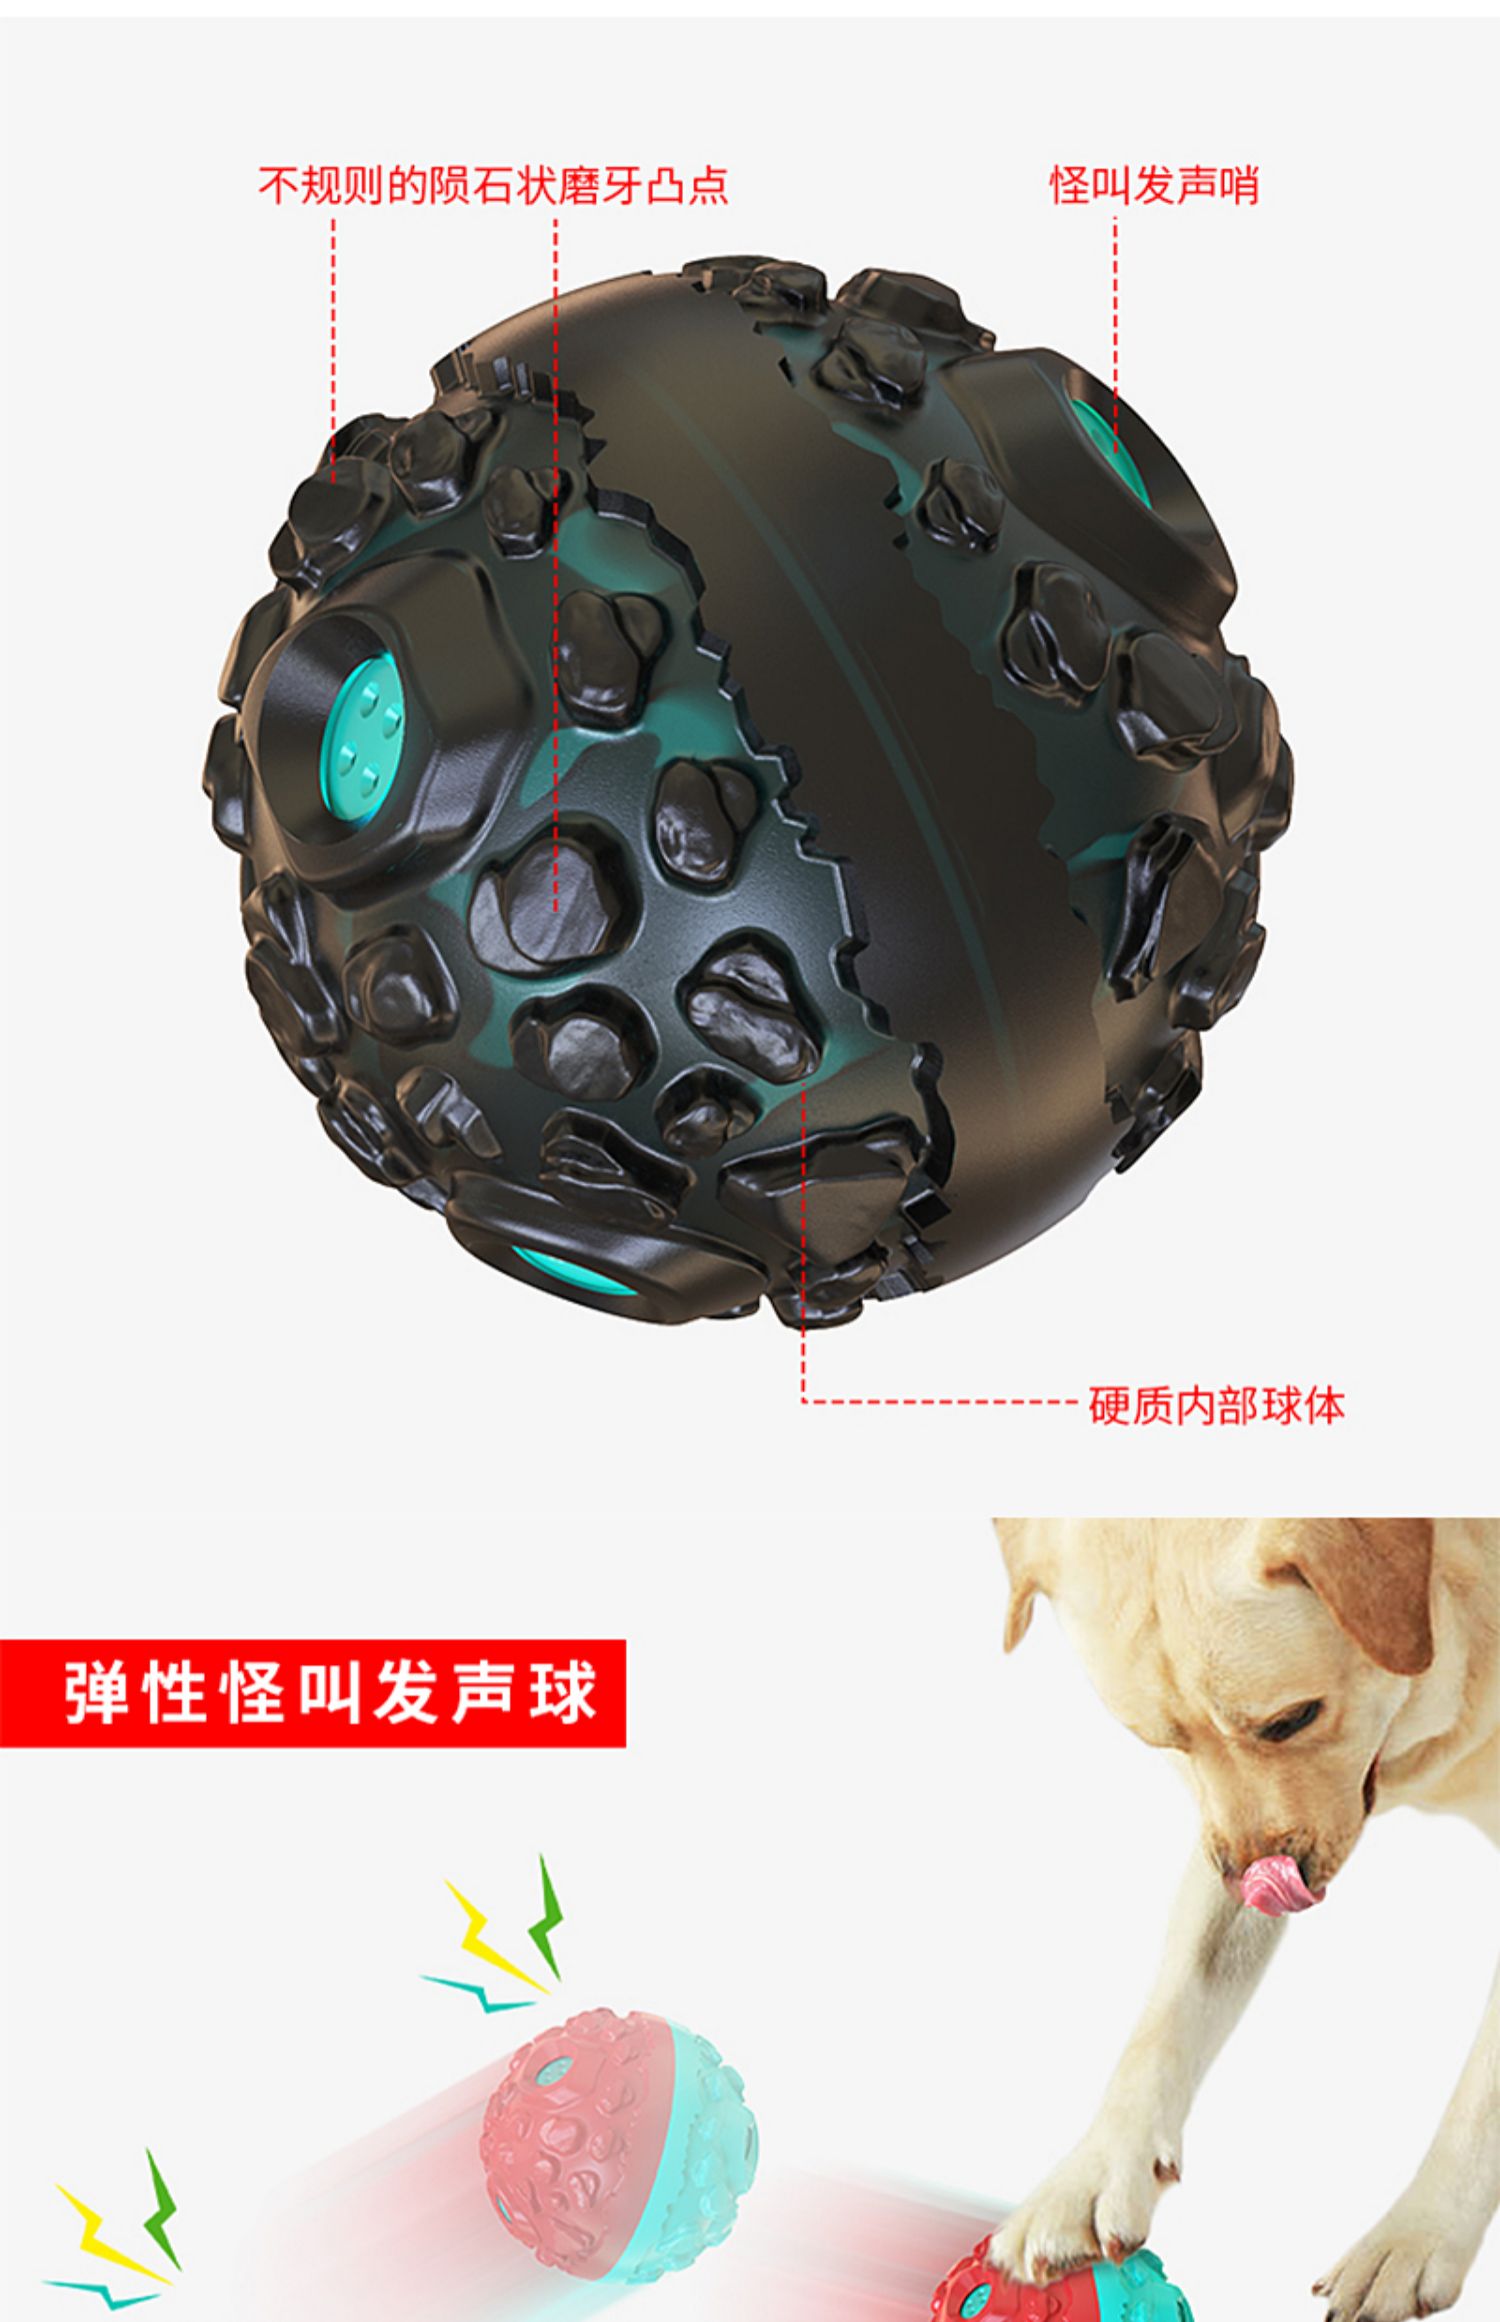 不规则的陨石状磨牙凸点
怪叫发声哨
硬质内部球体
弹性怪叫发声球